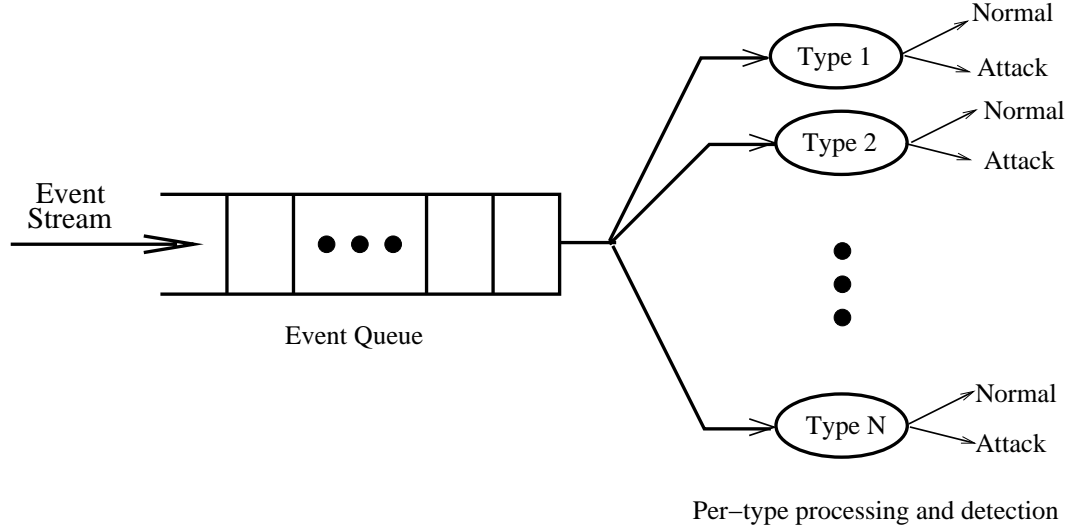 Event
Stream
Event Queue
Type 1
Normal
Attack
Type 2
Normal
Attack
Type N
Normal
Attack
Per−type processing and detection